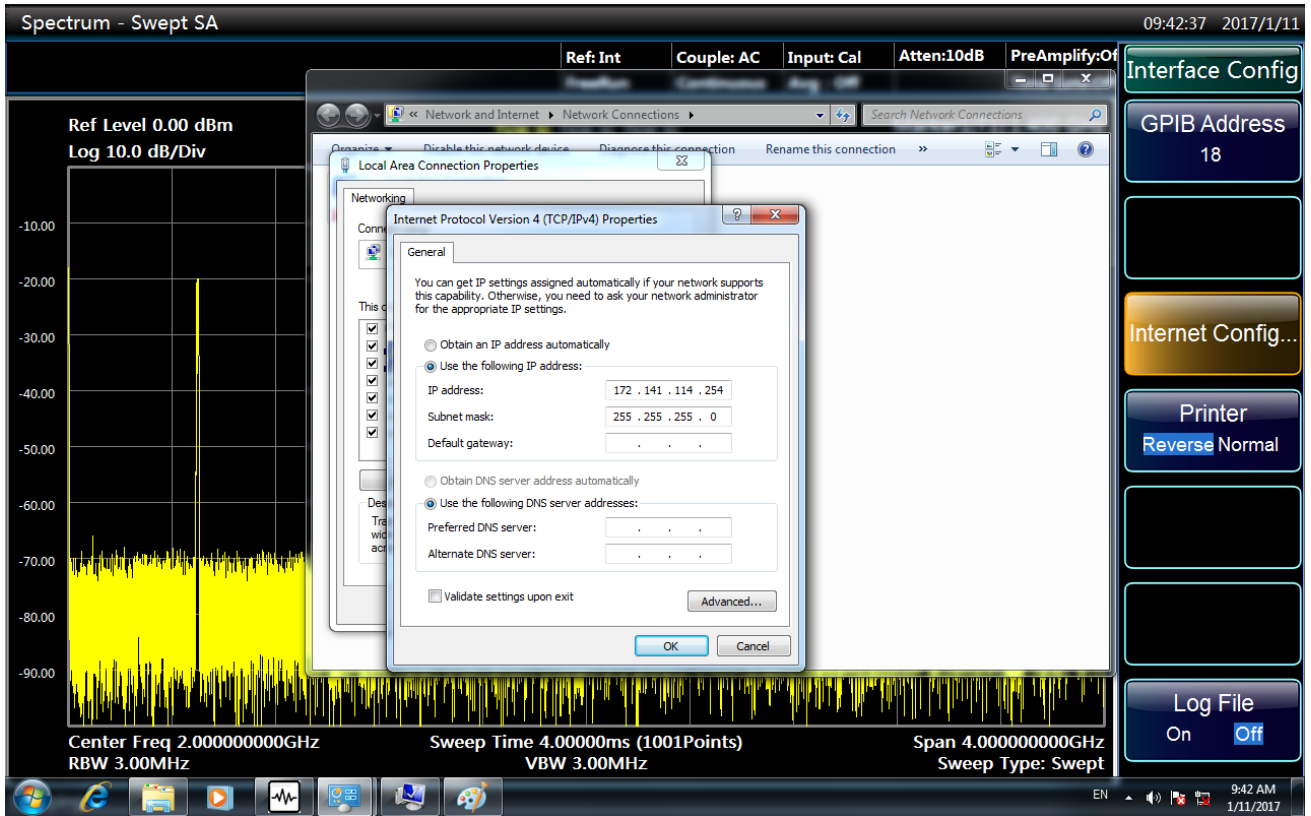 Spectrum - Swept SA
09:42:37 2017/1/11
Ref: Int
Couple: AC
Input: Cal
Atten:10dB
PreAmplify:Of
FreeRun
Continuous
Avg : Off
Interface Config
Ref Level 0.00 dBm
Log 10.0 dB/Div
« Network and Internet
Network Connections
Search Network Connections
Organize
Disable this network device
Diagnose this connection
Rename this connection
»
Local Area Connection Properties
Networking
Internet Protocol Version 4 (TCP/IPv4) Properties
General
You can get IP settings assigned automatically if your network supports
this capability. Otherwise, you need to ask your network administrator
for the appropriate IP settings.
Obtain an IP address automatically
Use the following IP address:
IP address:
172 . 141 . 114 . 254
Subnet mask:
255 . 255 . 255 . 0
Default gateway:
. . .
Obtain DNS server address automatically
Use the following DNS server addresses:
Preferred DNS server:
. . .
Alternate DNS server:
. . .
Validate settings upon exit
Advanced...
OK
Cancel
-10.00
-20.00
-30.00
-40.00
-50.00
-60.00
-70.00
-80.00
-90.00
GPIB Address
18
Internet Config...
Printer
Reverse Normal
Log File
On Off
Center Freq 2.000000000GHz
Sweep Time 4.00000ms (1001Points)
Span 4.000000000GHz
RBW 3.00MHz
VBW 3.00MHz
Sweep Type: Swept
EN
9:42 AM
1/11/2017